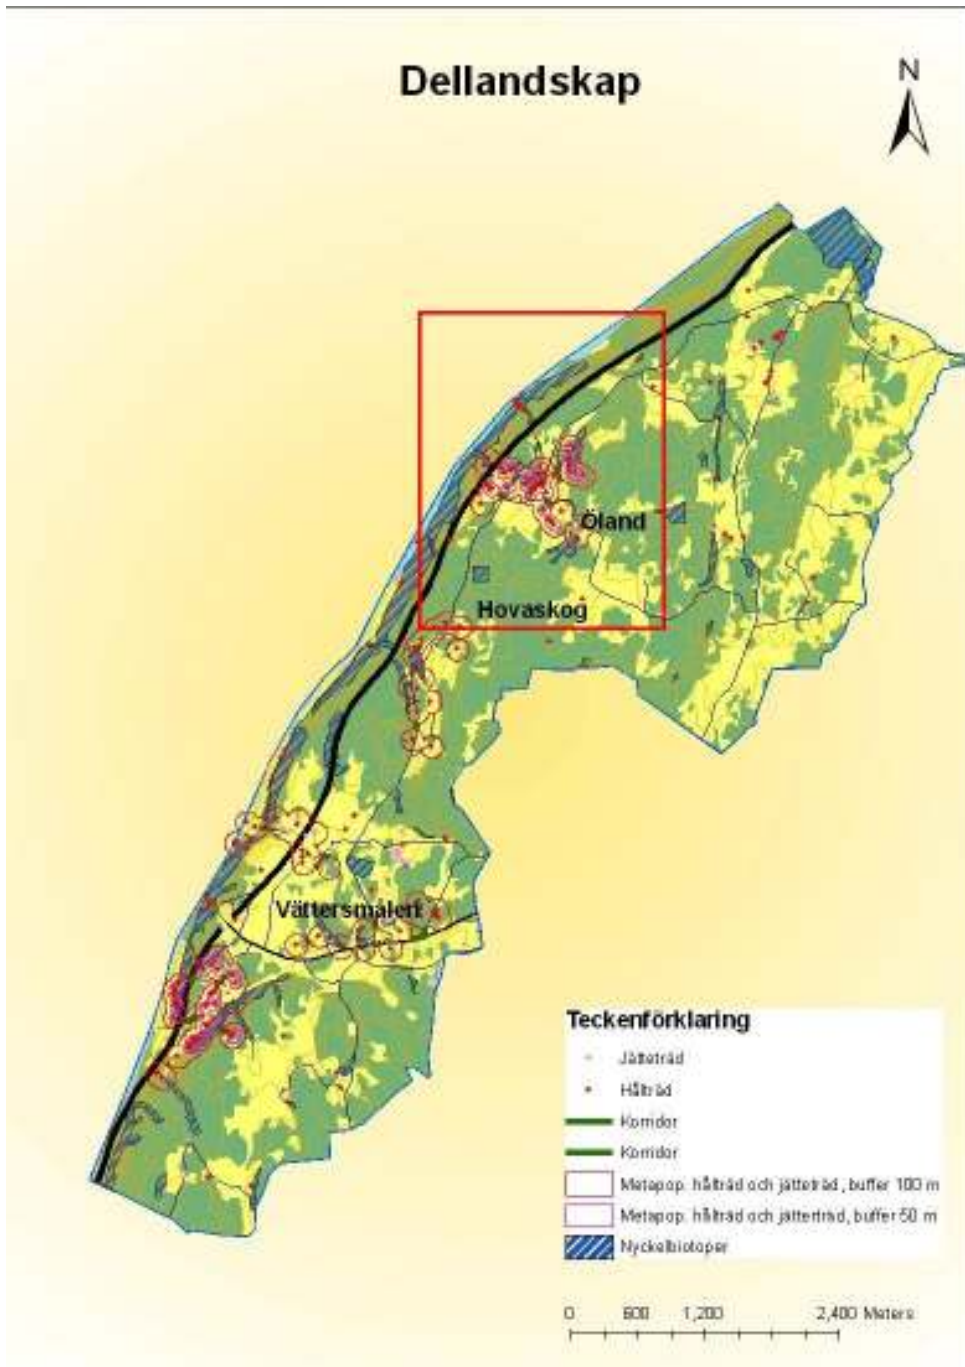 Dellandskap
N
Öland
Hovaskog
Vättersmålen
Teckenförklaring
Jätteträd
Hålträd
Korridor
Korridor
Metapop. hålträd och jätteträd, buffer 100 m
Metapop. hålträd och jätterträd, buffer 50 m
Nyckelbiotoper
0 600 1,200 2,400 Meters